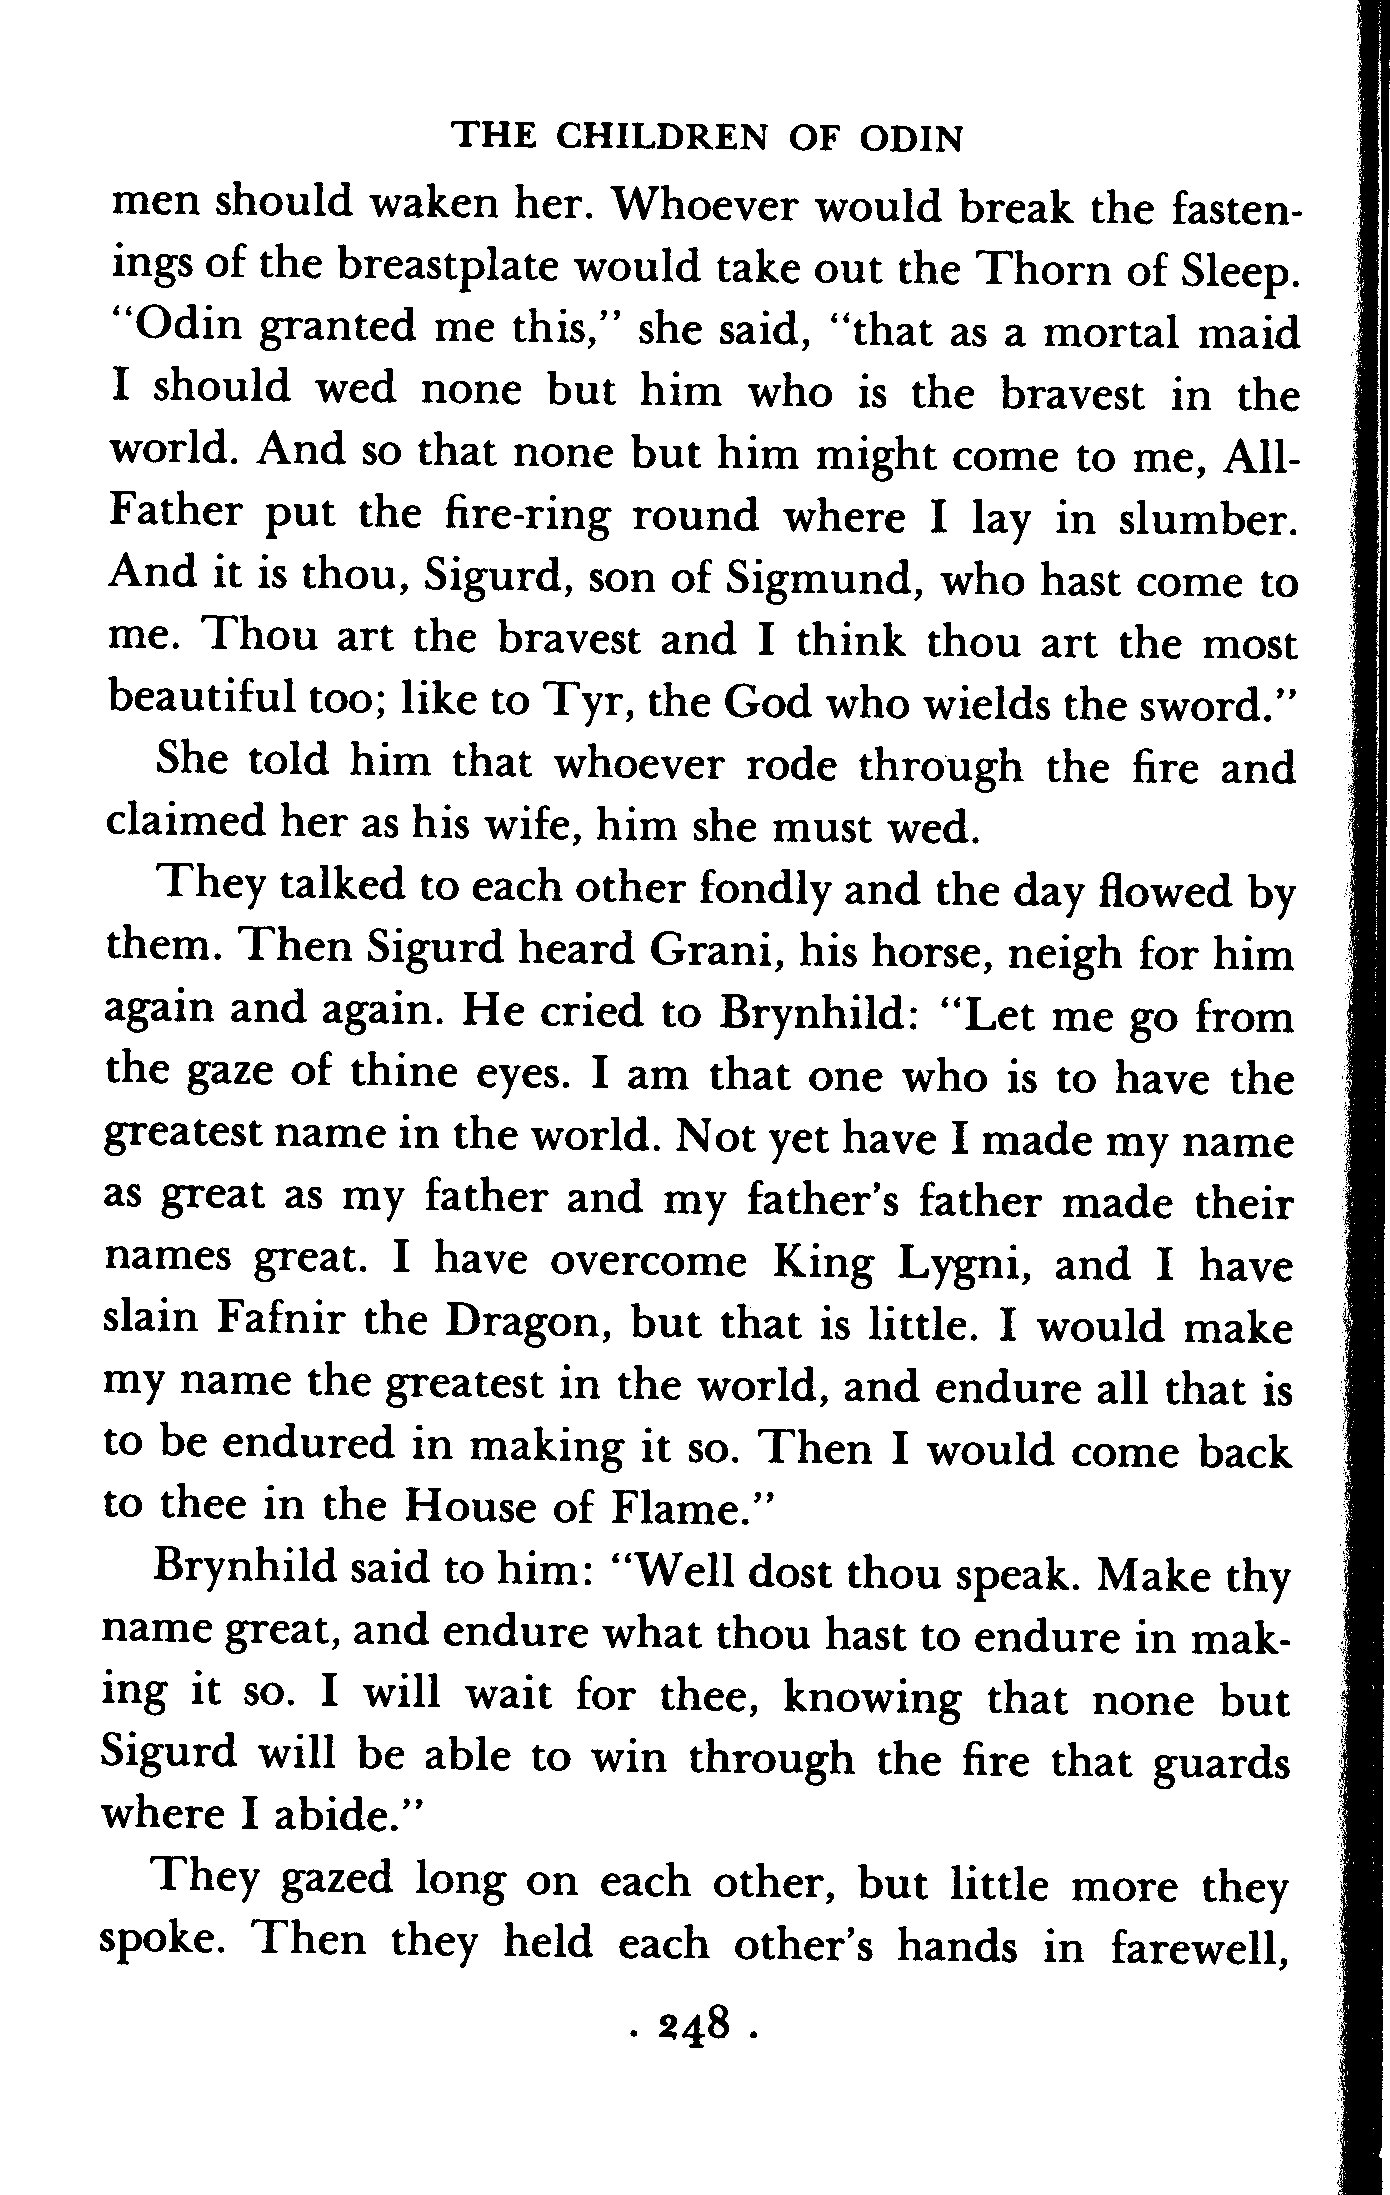 THE CHILDREN OF ODIN
men should waken her. Whoever would break the fasten-
ings of the breastplate would take out the Thorn of Sleep.
“Odin granted me this,” she said, “that as a mortal maid
I should wed none but him who is the bravest in the
world. And so that none but him might come to me, All-
Father put the fire-ring round where I lay in slumber.
And it is thou, Sigurd, son of Sigmund, who hast come to
me. Thou art the bravest and I think thou art the most
beautiful too; like to Tyr, the God who wields the sword.”
She told him that whoever rode through the fire and
claimed her as his wife, him she must wed.
They talked to each other fondly and the day flowed by
them. Then Sigurd heard Grani, his horse, neigh for him
again and again. He cried to Brynhild: “Let me go from
the gaze of thine eyes. I am that one who is to have the
greatest name in the world. Not yet have I made my name
as great as my father and my father’s father made their
names great. I have overcome King Lygni, and I have
slain Fafnir the Dragon, but that is little. I would make
my name the greatest in the world, and endure all that is
to be endured in making it so. Then I would come back
to thee in the House of Flame.”
Brynhild said to him: “Well dost thou speak. Make thy
name great, and endure what thou hast to endure in mak-
ing it so. I will wait for thee, knowing that none but
Sigurd will be able to win through the fire that guards
where I abide.”
They gazed long on each other, but little more they
spoke. Then they held each other’s hands in farewell,
. 248 .